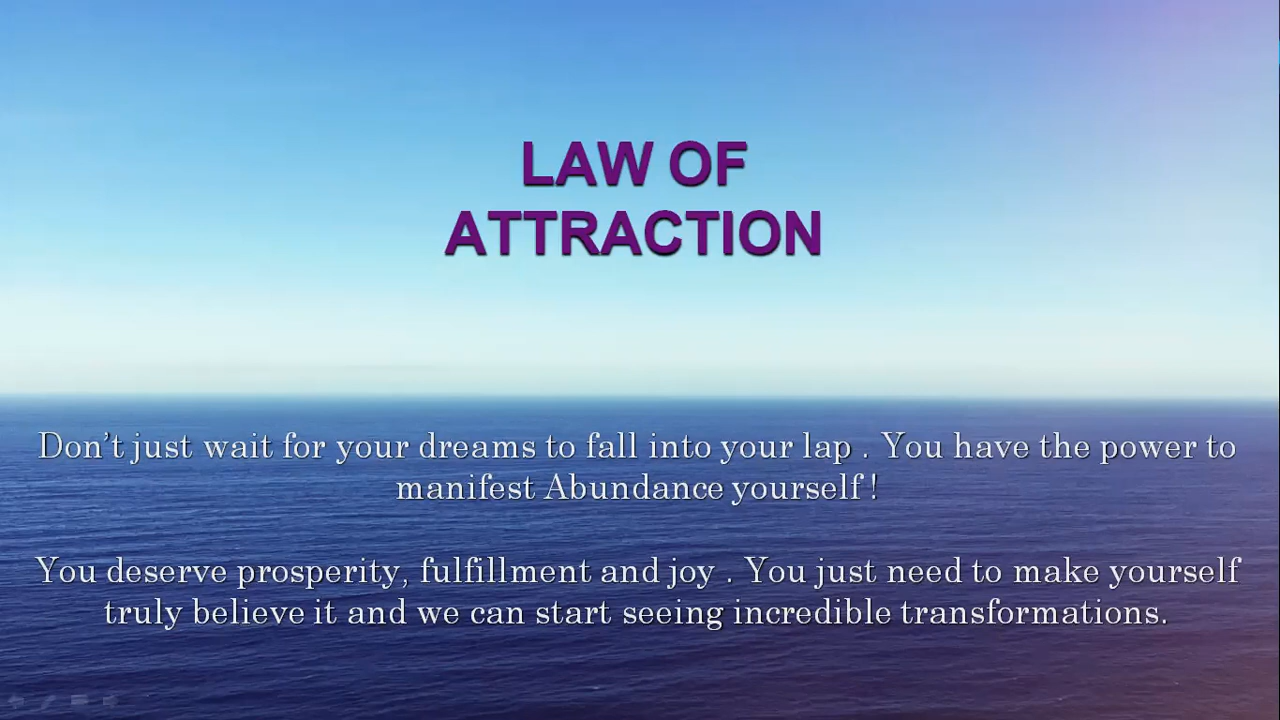 LAW OF
ATTRACTION
Don’t just wait for your dreams to fall into your lap . You have the power to
manifest Abundance yourself !
You deserve prosperity, fulfillment and joy . You just need to make yourself
truly believe it and we can start seeing incredible transformations.